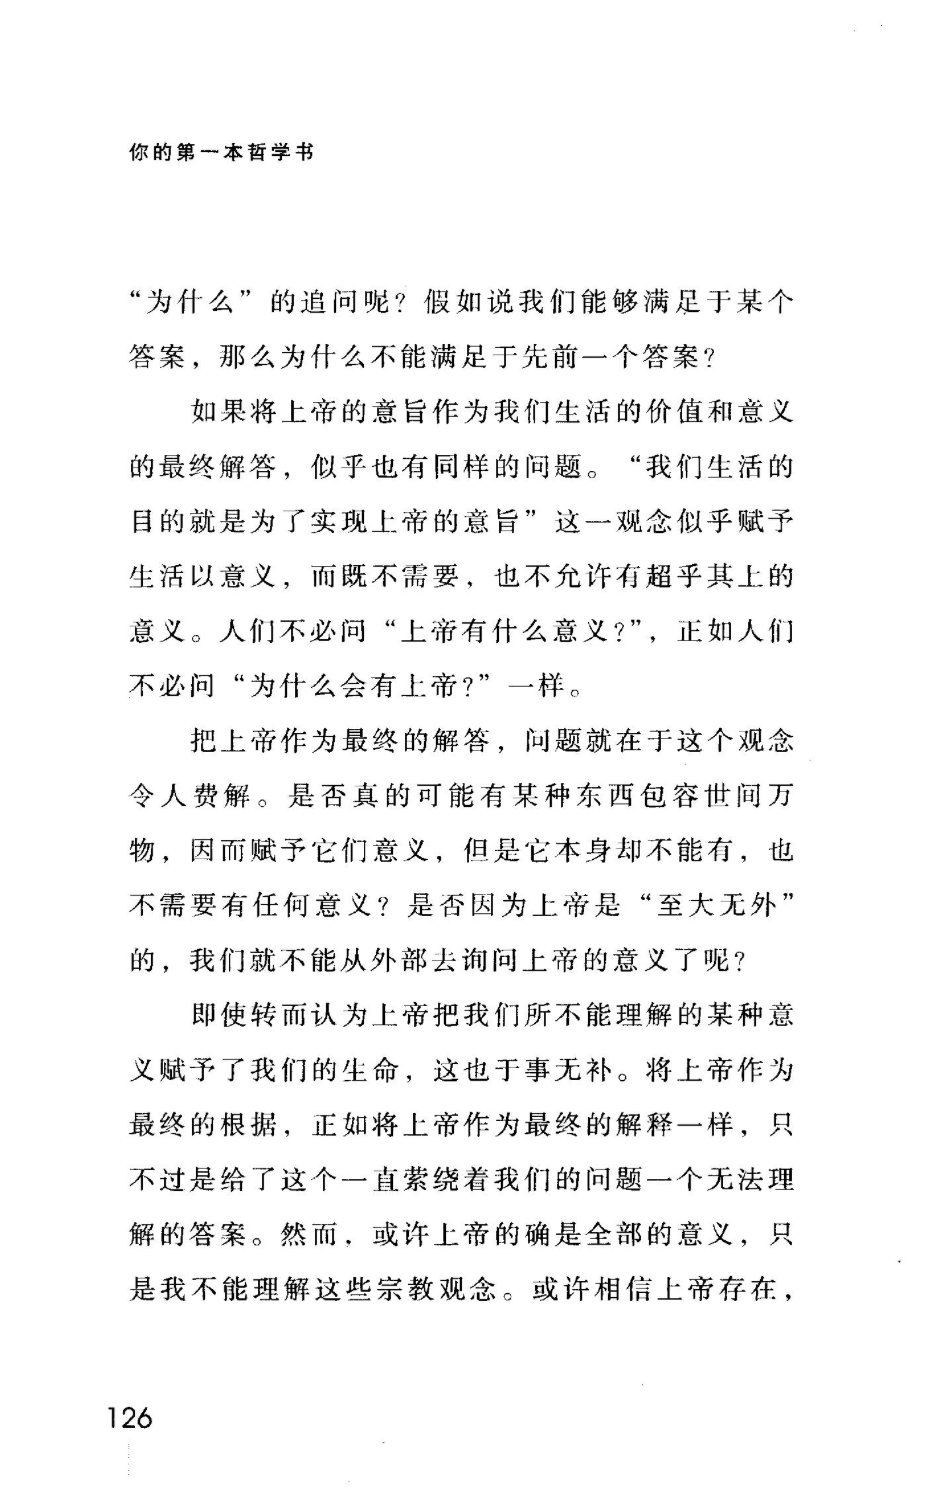 你的第一本哲学书
“为什么”的追问呢？假如说我们能够满足于某个
答案，那么为什么不能满足于先前一个答案？
如果将上帝的意旨作为我们生活的价值和意义
的最终解答，似乎也有同样的问题。“我们生活的
目的就是为了实现上帝的意旨”这一观念似乎赋予
生活以意义，而既不需要，也不允许有超乎其上的
意义。人们不必问“上帝有什么意义？”，正如人们
不必问“为什么会有上帝？”一样。
把上帝作为最终的解答，问题就在于这个观念
令人费解。是否真的可能有某种东西包容世间万
物，因而赋予它们意义，但是它本身却不能有，也
不需要有任何意义？是否因为上帝是“至大无外”
的，我们就不能从外部去询问上帝的意义了呢？
即使转而认为上帝把我们所不能理解的某种意
义赋予了我们的生命，这也于事无补。将上帝作为
最终的根据，正如将上帝作为最终的解释一样，只
不过是给了这个一直萦绕着我们的问题一个无法理
解的答案。然而，或许上帝的确是全部的意义，只
是我不能理解这些宗教观念。或许相信上帝存在，
126